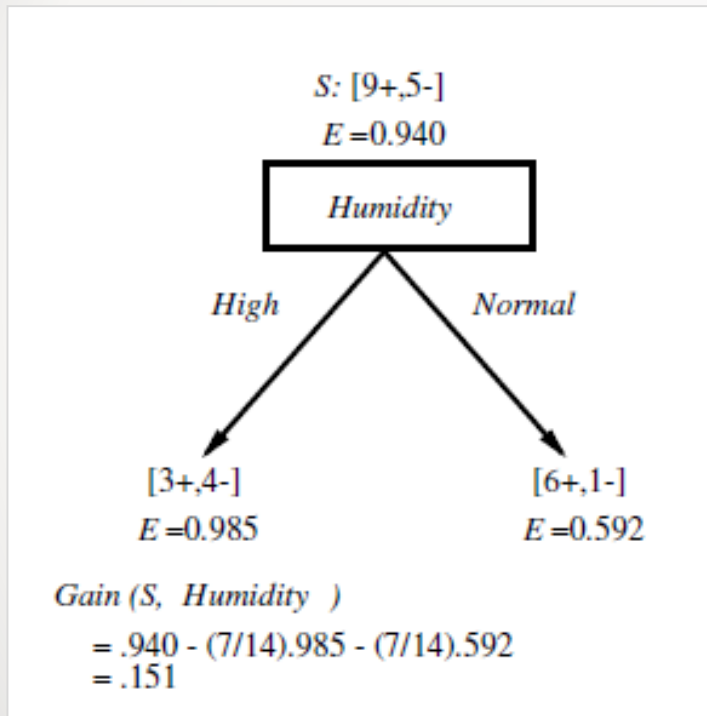 S: [9+,5-]
E =0.940
Humidity
High Normal
[3+,4-] [6+,1-]
E =0.985 E =0.592
Gain (S, Humidity )
= .940 - (7/14).985 - (7/14).592
= .151